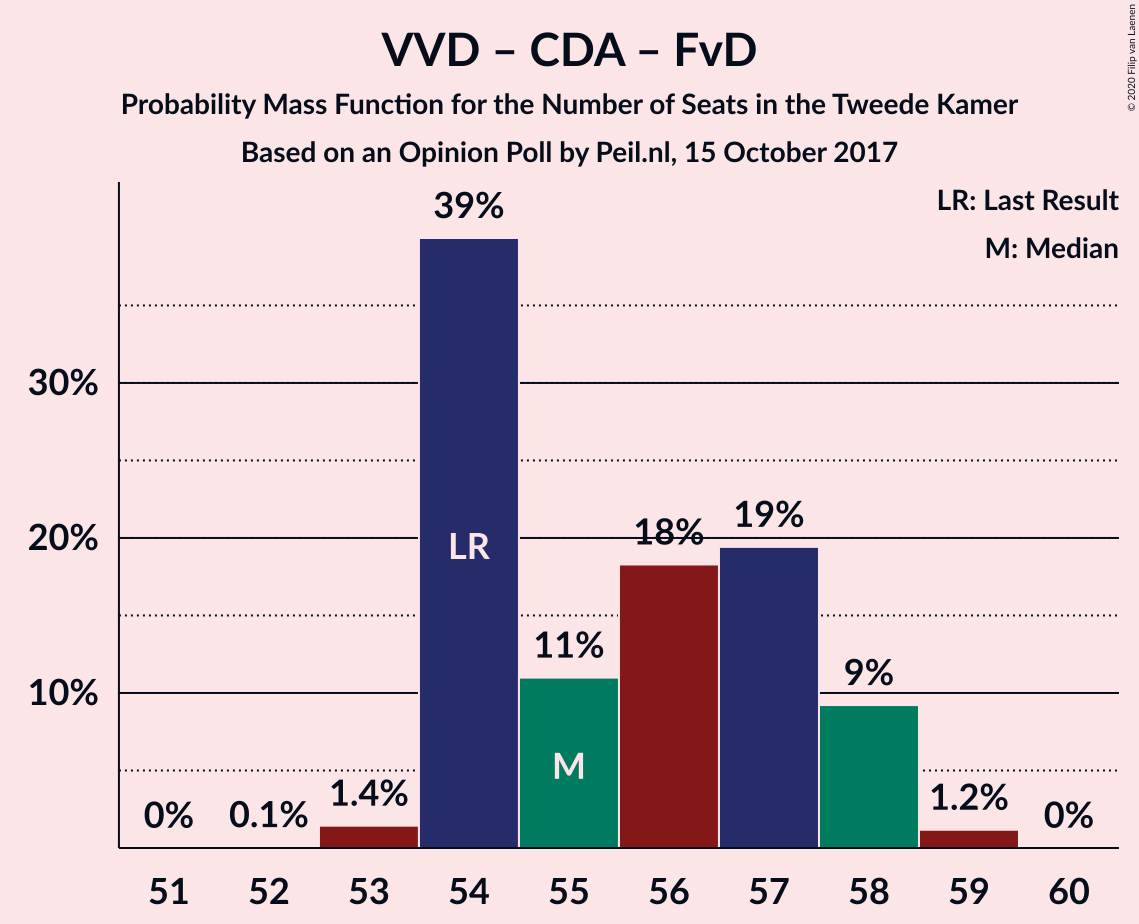 VVD – CDA – FvD
Probability Mass Function for the Number of Seats in the Tweede Kamer
Based on an Opinion Poll by Peil.nl, 15 October 2017
© 2020 Filip van Laenen
LR: Last Result
M: Median
39%
30%
20%
10%
LR
M
0%
0.1%
1.4%
11%
18%
19%
9%
1.2%
0%
51 52 53 54 55 56 57 58 59 60